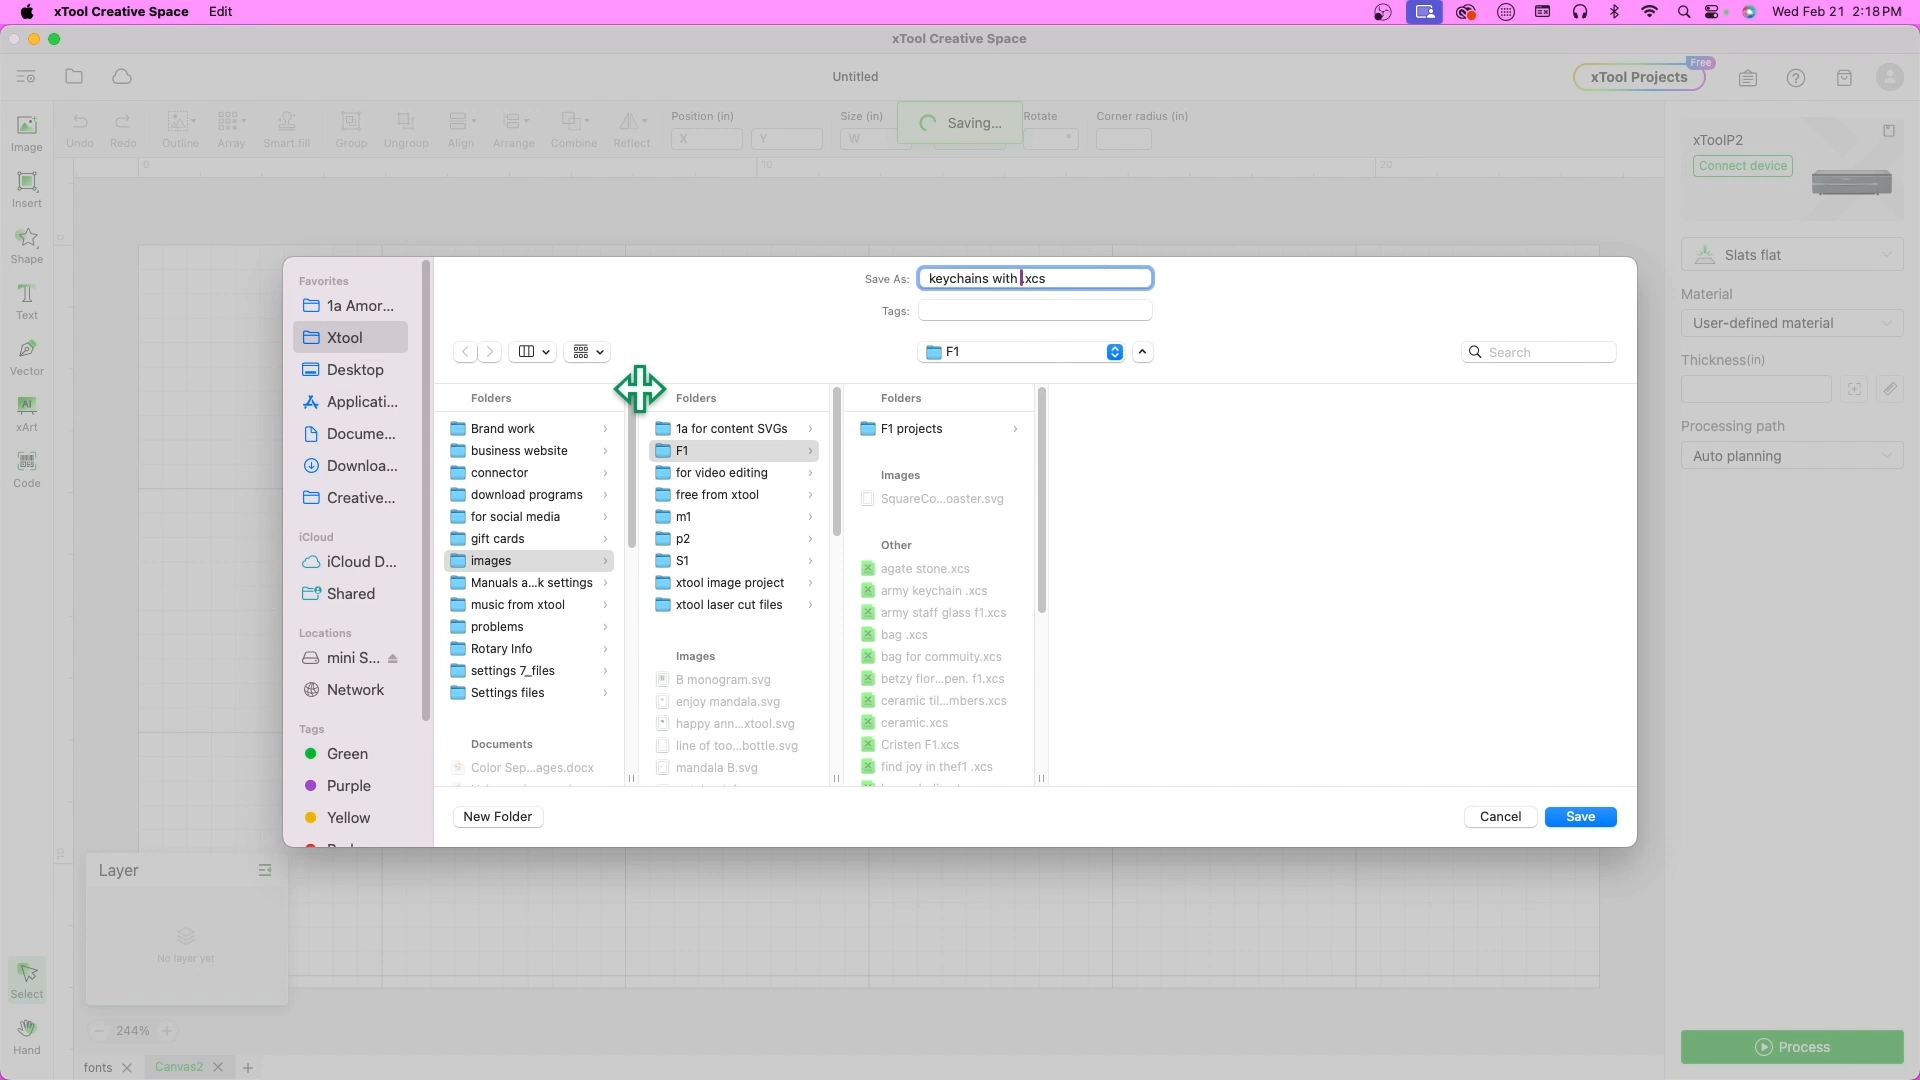 xTool Creative Space
Edit
Wed Feb 21 2:18 PM
xTool Creative Space
Untitled
xTool Projects
Free
Undo
Redo
Outline
Array
Smart fill
Group
Ungroup
Align
Arrange
Combine
Reflect
Position (in)
X
Y
Size (in)
W
Saving...
Rotate
°
Corner radius (in)
0
10
20
Image
Insert
Shape
Text
Vector
AI
xArt
Code
Select
Hand
0
10
Save As:
keychains with .xcs
Tags:
F1
Search
Favorites
1a Amor...
Xtool
Desktop
Applicati...
Docume...
Downloa...
Creative...
iCloud
iCloud D...
Shared
Locations
mini S...
Network
Tags
Green
Purple
Yellow
Folders
Brand work
business website
connector
download programs
for social media
gift cards
images
Manuals a...k settings
music from xtool
problems
Rotary Info
settings 7_files
Settings files
Documents
Color Sep...ages.docx
Folders
1a for content SVGs
F1
for video editing
free from xtool
m1
p2
S1
xtool image project
xtool laser cut files
Images
B monogram.svg
enjoy mandala.svg
happy ann...xtool.svg
line of too...bottle.svg
mandala B.svg
Folders
F1 projects
Images
SquareCo...oaster.svg
Other
agate stone.xcs
army keychain .xcs
army staff glass f1.xcs
bag .xcs
bag for commuity.xcs
betzy flor...pen. f1.xcs
ceramic til...mbers.xcs
ceramic.xcs
Cristen F1.xcs
find joy in thef1 .xcs
New Folder
Cancel
Save
xToolP2
Connect device
Slats flat
Material
User-defined material
Thickness(in)
Processing path
Auto planning
Process
Layer
No layer yet
244%
fonts
Canvas2